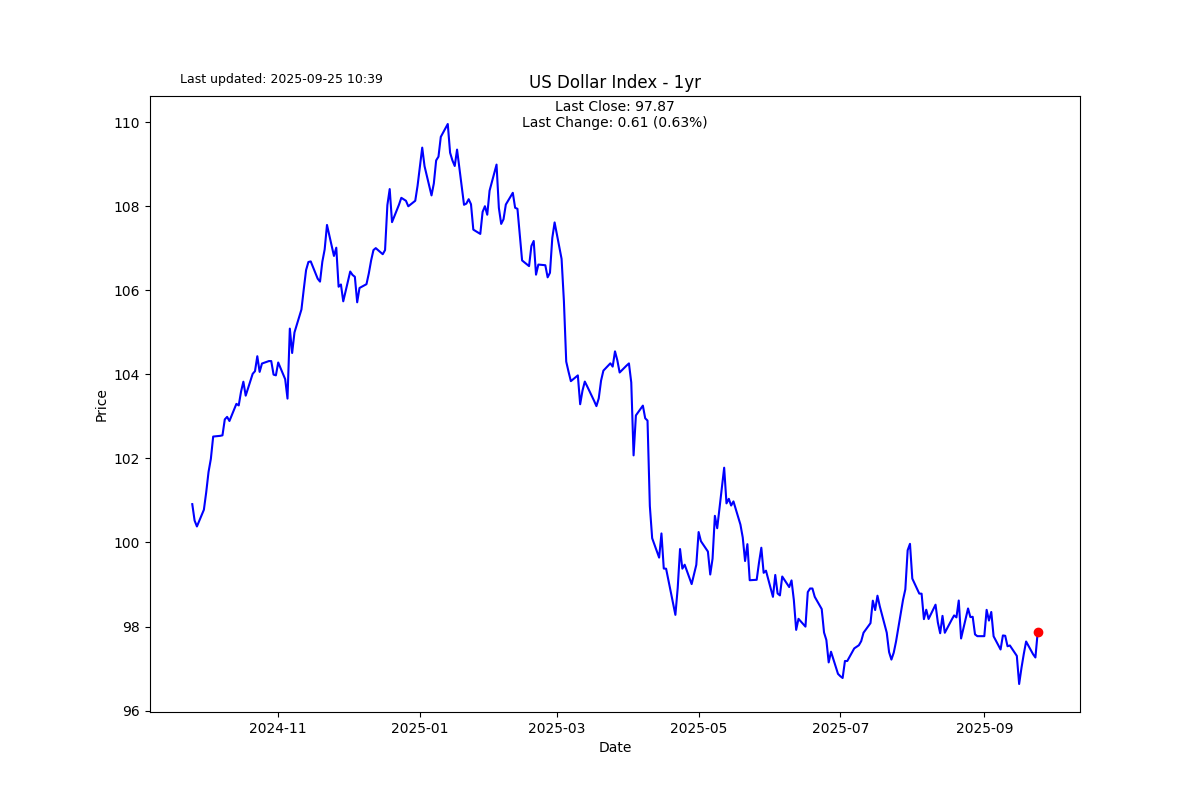 Last updated: 2025-09-25 10:39
US Dollar Index - 1yr
Last Close: 97.87
Last Change: 0.61 (0.63%)
110
108
106
104
102
100
98
96
Price
2024-11
2025-01
2025-03
2025-05
2025-07
2025-09
Date